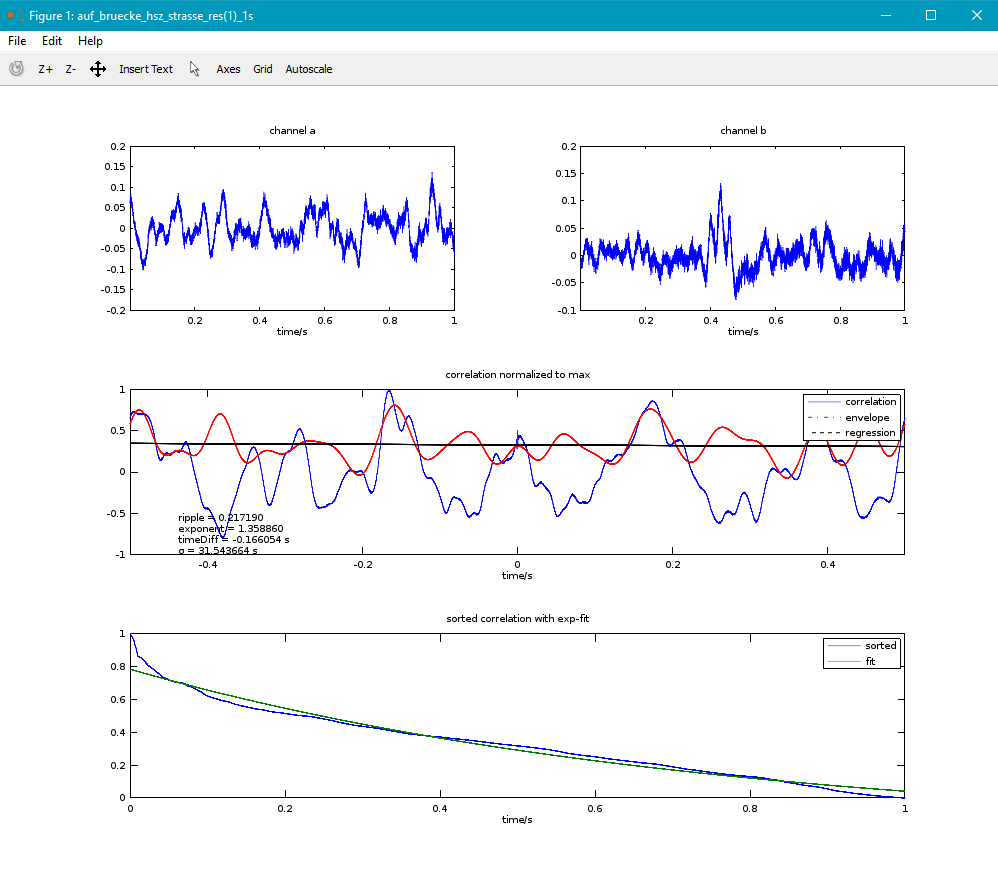 Figure 1: auf_bruecke_hsz_strasse_res(1)_1s
File Edit Help
Z+ Z- Insert Text Axes Grid Autoscale
channel a
0.2
0.15
0.1
0.05
0
-0.05
-0.1
-0.15
-0.2
0.2 0.4 0.6 0.8 1
time/s
channel b
0.2
0.15
0.1
0.05
0
-0.05
-0.1
0.2 0.4 0.6 0.8 1
time/s
correlation normalized to max
1
0.5
0
-0.5
-1
correlation
envelope
regression
ripple = 0.217190
exponent = 1.358860
timeDiff = -0.166054 s
σ = 31.543664 s
-0.4 -0.2 0 0.2 0.4
time/s
sorted correlation with exp-fit
1
0.8
0.6
0.4
0.2
0
sorted
fit
0 0.2 0.4 0.6 0.8 1
time/s